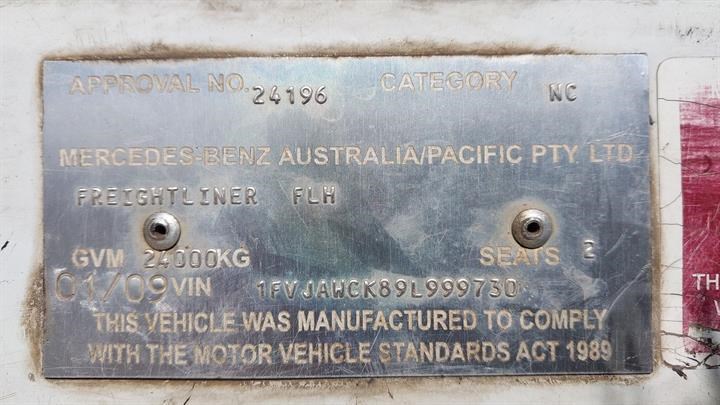 APPROVAL NO. 24196 CATEGORY NC
MERCEDES-BENZ AUSTRALIA/PACIFIC PTY. LTD
FREIGHTLINER FLH
GVM 24000KG SEATS 2
01/09 VIN 1FVJAWCK89L999730
THIS VEHICLE WAS MANUFACTURED TO COMPLY
WITH THE MOTOR VEHICLE STANDARDS ACT 1989
TH